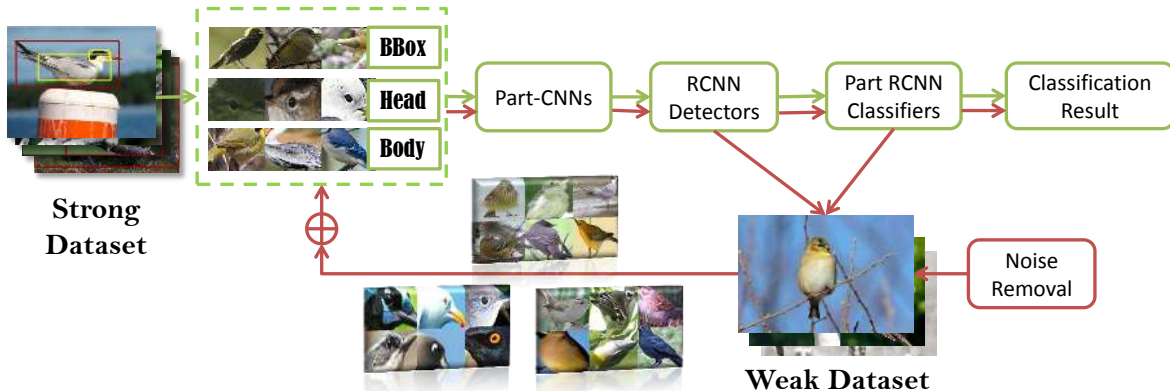 BBox
Head
Body
Part-CNNs
RCNN
Detectors
Part RCNN
Classifiers
Classification
Result
Strong
Dataset
Noise
Removal
Weak Dataset